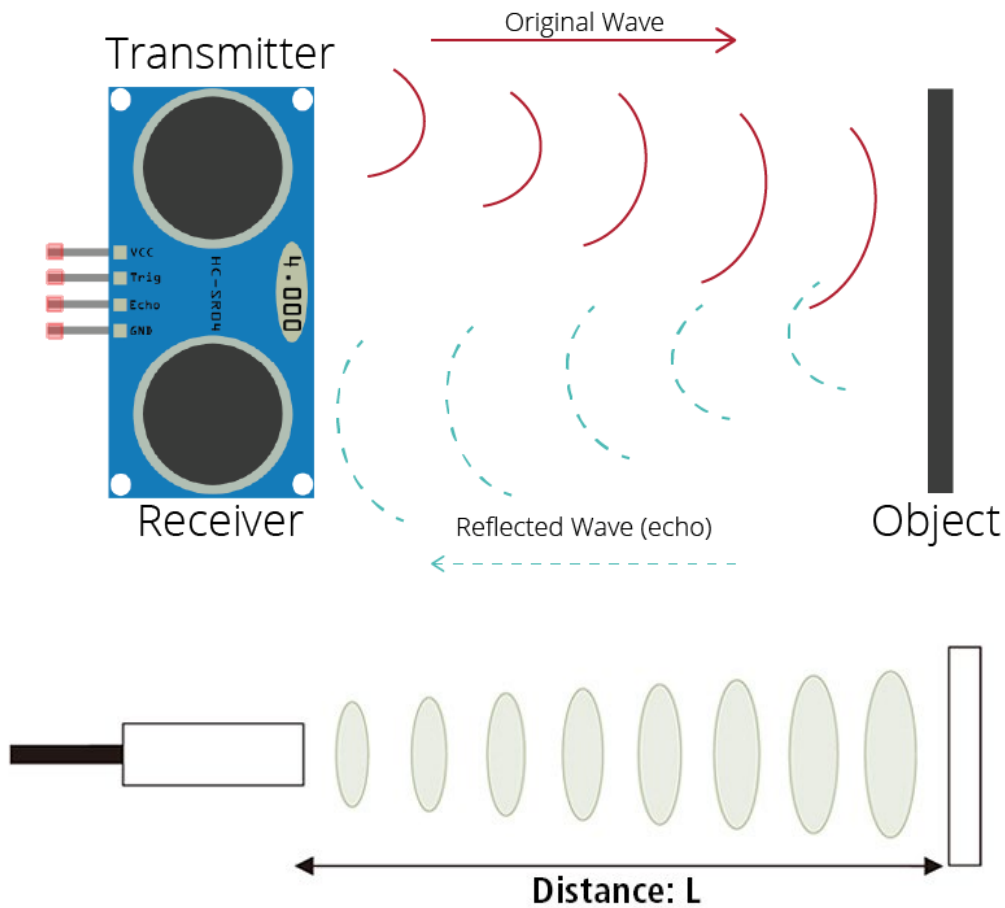 Original Wave
Transmitter
VCC
Trig
Echo
GND
HC-SR04
4.000
Receiver
Reflected Wave (echo)
Object
Distance: L